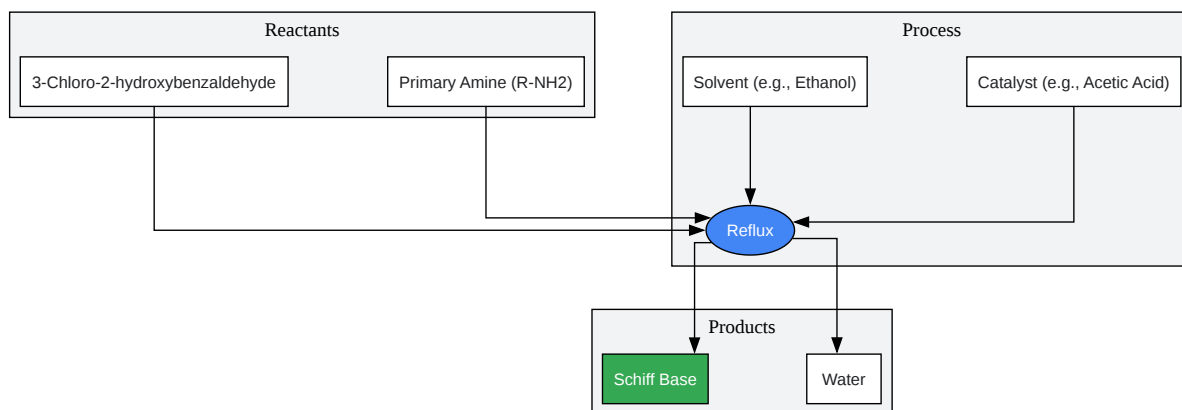 Reactants
3-Chloro-2-hydroxybenzaldehyde
Primary Amine (R-NH2)
Process
Solvent (e.g., Ethanol)
Catalyst (e.g., Acetic Acid)
Reflux
Products
Schiff Base
Water